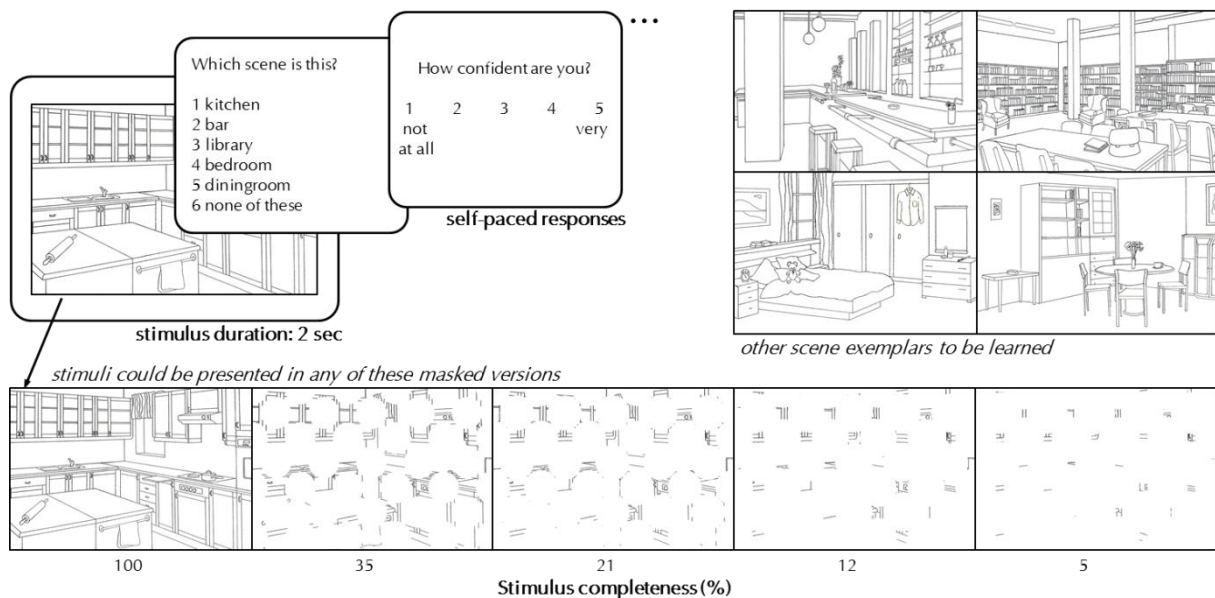 ...
Which scene is this?
1 kitchen
2 bar
3 library
4 bedroom
5 diningroom
6 none of these
How confident are you?
1 2 3 4 5
not very
at all
self-paced responses
stimulus duration: 2 sec
other scene exemplars to be learned
stimuli could be presented in any of these masked versions
100 35 21 12 5
Stimulus completeness (%)